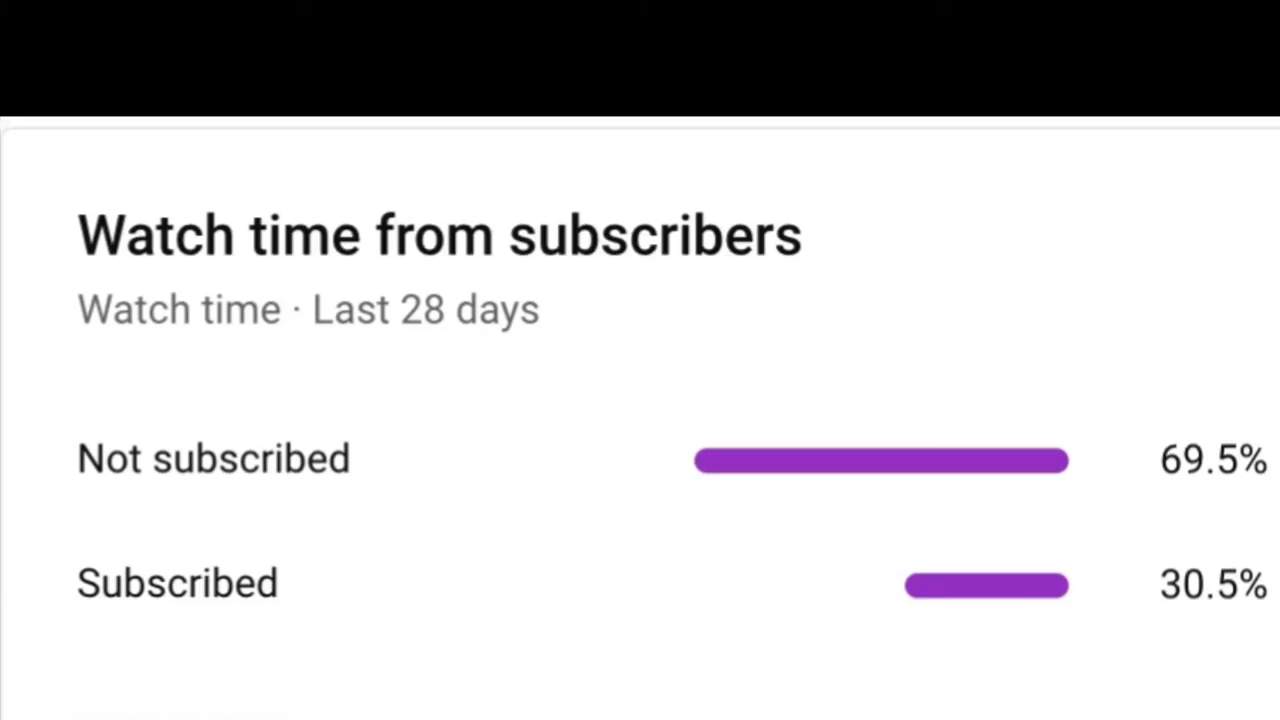 Watch time from subscribers
Watch time · Last 28 days
Not subscribed 69.5%
Subscribed 30.5%